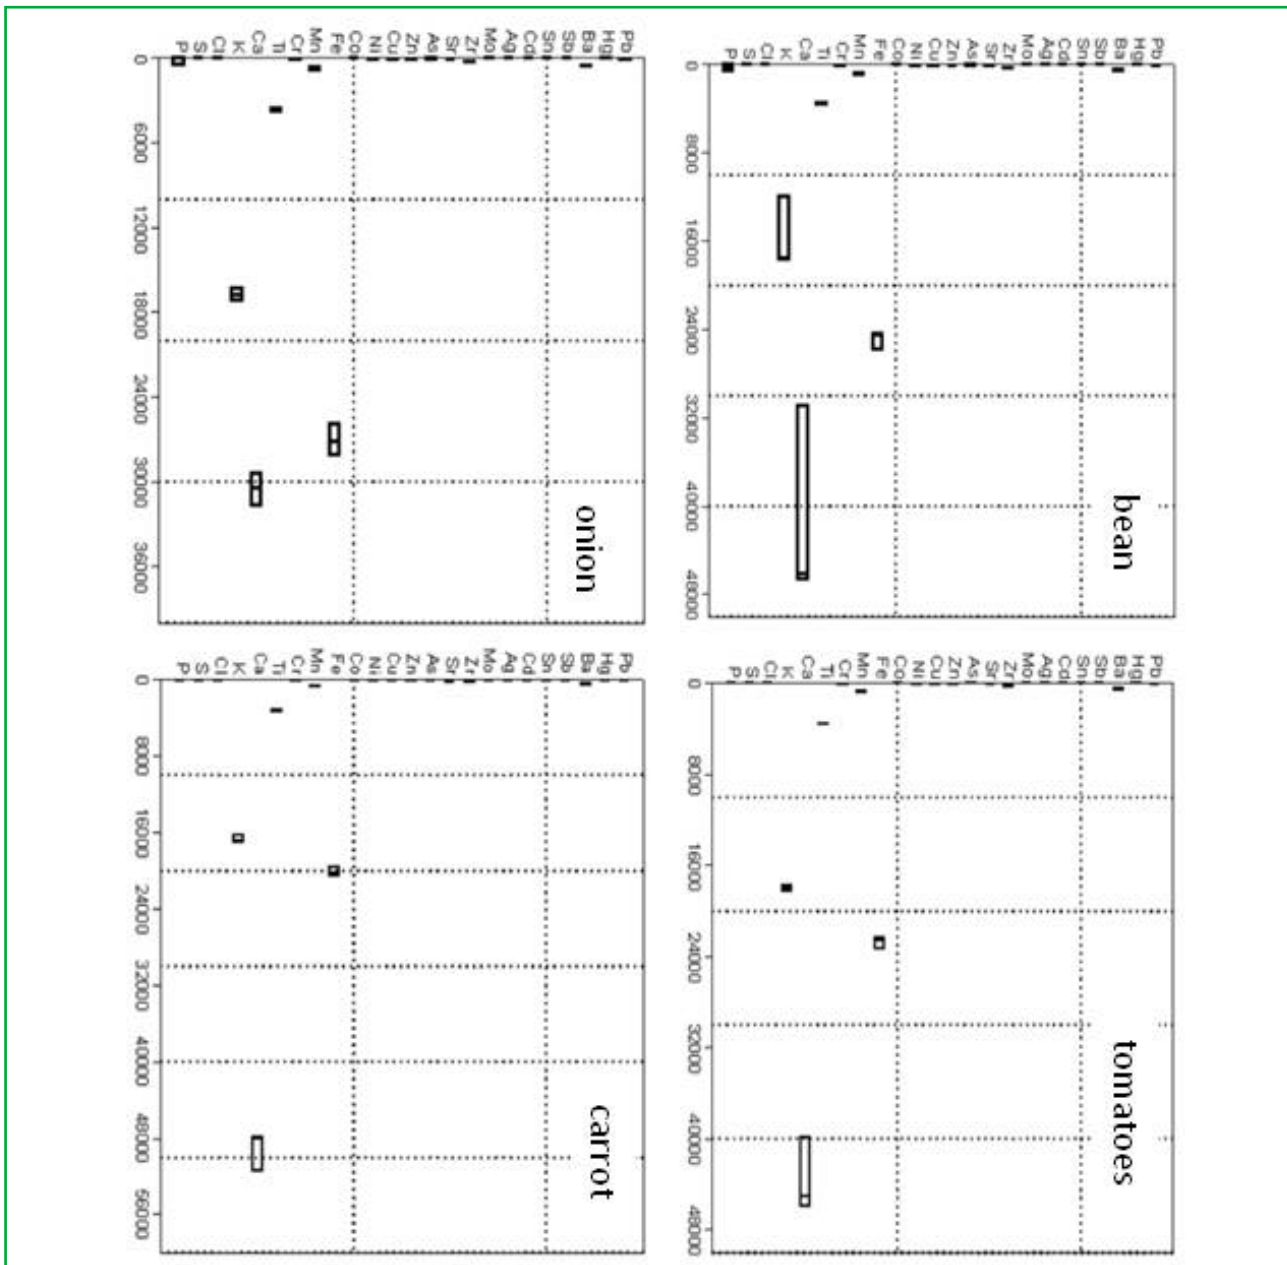 P
S
Cl
K
Ca
Ti
Cr
Mn
Fe
Co
Ni
Cu
Zn
As
Sr
Zr
Mo
Ag
Cd
Sn
Sb
Ba
Hg
Pb
0
6000
12000
18000
24000
30000
36000
onion
P
S
Cl
K
Ca
Ti
Cr
Mn
Fe
Co
Ni
Cu
Zn
As
Sr
Zr
Mo
Ag
Cd
Sn
Sb
Ba
Hg
Pb
0
8000
16000
24000
32000
40000
48000
bean
P
S
Cl
K
Ca
Ti
Cr
Mn
Fe
Co
Ni
Cu
Zn
As
Sr
Zr
Mo
Ag
Cd
Sn
Sb
Ba
Hg
Pb
0
8000
16000
24000
32000
40000
48000
56000
carrot
P
S
Cl
K
Ca
Ti
Cr
Mn
Fe
Co
Ni
Cu
Zn
As
Sr
Zr
Mo
Ag
Cd
Sn
Sb
Ba
Hg
Pb
0
8000
16000
24000
32000
40000
48000
tomatoes